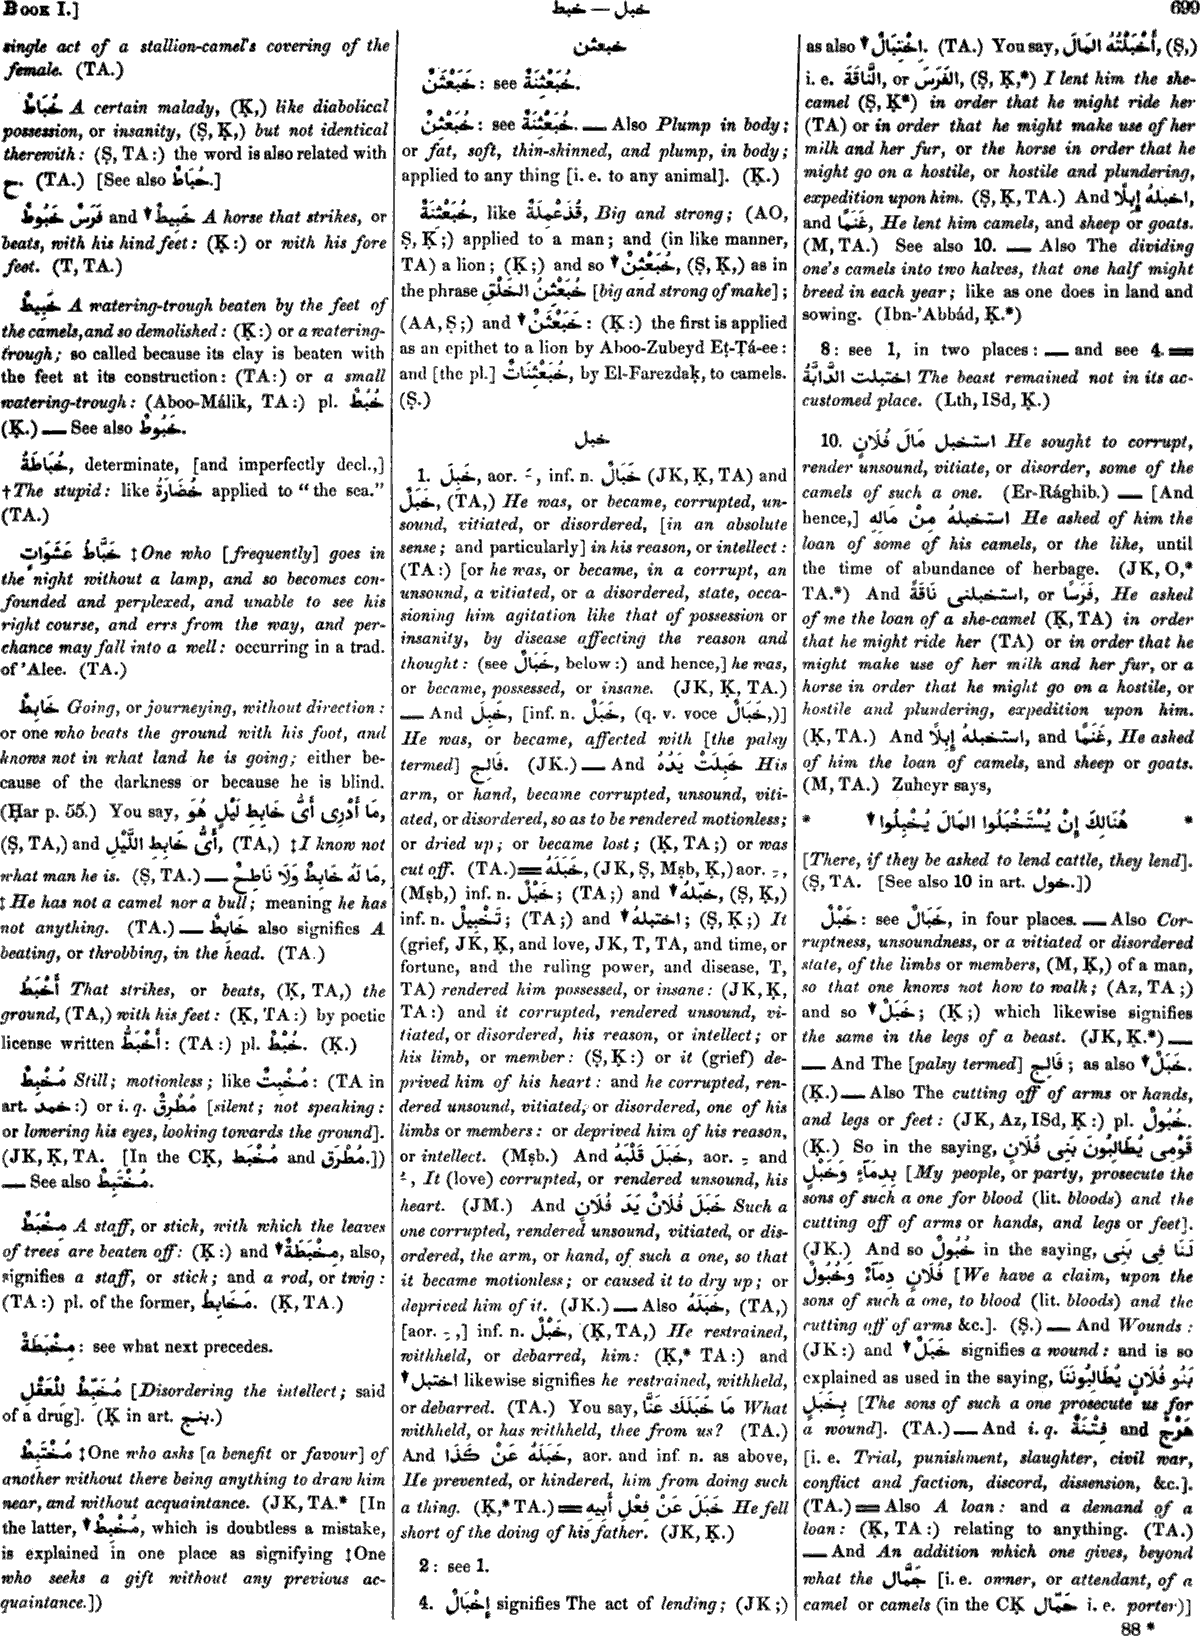 BOOK I.]
خبط — خبل
699
single act of a stallion-camel's covering of the
female. (TA.)
خُبَاطٌ A certain malady, (Ḳ,) like diabolical
possession, or insanity, (Ṣ, Ḳ,) but not identical
therewith: (Ṣ, TA:) the word is also related with
ح. (TA.) [See also خُبَاطٌ.]
فَرَسٌ خَبُوطٌ and ▼خَبِيطٌ A horse that strikes, or
beats, with his hind feet: (Ḳ:) or with his fore
feet. (T, TA.)
خَبِيطٌ A watering-trough beaten by the feet of
the camels, and so demolished: (Ḳ:) or a watering-
trough; so called because its clay is beaten with
the feet at its construction: (TA:) or a small
watering-trough: (Aboo-Málik, TA:) pl. خُبُطٌ
(Ḳ.) — See also خَبُوطٌ.
خُبَاطَةُ, determinate, [and imperfectly decl.,]
†The stupid: like خُضَارَةُ applied to “the sea.”
(TA.)
خَبَّاطُ عَشَوَاتٍ ‡One who [frequently] goes in
the night without a lamp, and so becomes con-
founded and perplexed, and unable to see his
right course, and errs from the way, and per-
chance may fall into a well: occurring in a trad.
of 'Alee. (TA.)
خَابِطٌ Going, or journeying, without direction:
or one who beats the ground with his foot, and
knows not in what land he is going; either be-
cause of the darkness or because he is blind.
(Ḥar p. 55.) You say, مَا أَدْرِى أَىُّ خَابِطِ لَيْلٍ هُوَ,
(Ṣ, TA,) and أَىُّ خَابِطِ اللَّيْلِ, (TA,) ‡I know not
what man he is. (Ṣ, TA.) — مَا لَهُ خَابِطٌ وَلَا نَاطِحٌ,
‡He has not a camel nor a bull; meaning he has
not anything. (TA.) — خَابِطٌ also signifies A
beating, or throbbing, in the head. (TA.)
أَخْبَطُ That strikes, or beats, (Ḳ, TA,) the
ground, (TA,) with his feet: (Ḳ, TA:) by poetic
license written أَخْبَطُّ: (TA:) pl. خُبْطٌ. (Ḳ.)
مُخْبِطٌ Still; motionless; like مُخْبِتٌ: (TA in
art. خمد:) or i. q. مُطْرِقٌ [silent; not speaking:
or lowering his eyes, looking towards the ground].
(JK, Ḳ, TA. [In the CḲ, مُخْبَط and مُطْرَق.])
— See also مُخْتَبِطٌ.
مِخْبَطٌ A staff, or stick, with which the leaves
of trees are beaten off: (Ḳ:) and ▼مِخْبَطَةٌ, also,
signifies a staff, or stick; and a rod, or twig:
(TA:) pl. of the former, مَخَابِطُ. (Ḳ, TA.)
مِخْبَطَةٌ: see what next precedes.
مُخَبِّطٌ لِلْعَقْلِ [Disordering the intellect; said
of a drug]. (Ḳ in art. بنج.)
مُخْتَبِطٌ ‡One who asks [a benefit or favour] of
another without there being anything to draw him
near, and without acquaintance. (JK, TA.* [In
the latter, ▼مُخْبِطٌ, which is doubtless a mistake,
is explained in one place as signifying ‡One
who seeks a gift without any previous ac-
quaintance.])
خبعثن
خَبَعْثَنٌ: see خُبَعْثِنَةٌ.
خُبَعْثِنٌ: see خُبَعْثِنَةٌ. — Also Plump in body;
or fat, soft, thin-skinned, and plump, in body;
applied to any thing [i. e. to any animal]. (Ḳ.)
خُبَعْثِنَةٌ, like قُذَعْمِلَةٌ, Big and strong; (AO,
Ṣ, Ḳ;) applied to a man; and (in like manner,
TA) a lion; (Ḳ;) and so ▼خُبَعْثِنٌ, (Ṣ, Ḳ,) as in
the phrase خُبَعْثِنُ الخَلْقِ [big and strong of make];
(AA, Ṣ;) and ▼خَبَعْثَنٌ: (Ḳ:) the first is applied
as an epithet to a lion by Aboo-Zubeyd Eṭ-Ṭá-ee:
and [the pl.] خُبَعْثِنَاتٌ, by El-Farezdaḳ, to camels.
(Ṣ.)
خبل
1. خَبِلَ, aor. ـَ, inf. n. خَبَالٌ (JK, Ḳ, TA) and
خَبَلٌ, (TA,) He was, or became, corrupted, un-
sound, vitiated, or disordered, [in an absolute
sense; and particularly] in his reason, or intellect:
(TA:) [or he was, or became, in a corrupt, an
unsound, a vitiated, or a disordered, state, occa-
sioning him agitation like that of possession or
insanity, by disease affecting the reason and
thought: (see خَبَالٌ, below:) and hence,] he was,
or became, possessed, or insane. (JK, Ḳ, TA.)
— And خَبِلَ, [inf. n. خَبَلٌ, (q. v. voce خَبَالٌ,)]
He was, or became, affected with [the palsy
termed] فَالِج. (JK.) — And خَبِلَتْ يَدُهُ His
arm, or hand, became corrupted, unsound, viti-
ated, or disordered, so as to be rendered motionless;
or dried up; or became lost; (Ḳ, TA;) or was
cut off. (TA.) = خَبَلَهُ, (JK, Ṣ, Mṣb, Ḳ,) aor. ـِ,
(Mṣb,) inf. n. خَبْلٌ; (TA;) and ▼خبّلهُ, (Ṣ, Ḳ,)
inf. n. تَخْبِيلٌ; (TA;) and ▼اختبلهُ; (Ṣ, Ḳ;) It
(grief, JK, Ḳ, and love, JK, T, TA, and time, or
fortune, and the ruling power, and disease, T,
TA) rendered him possessed, or insane: (JK, Ḳ,
TA:) and it corrupted, rendered unsound, vi-
tiated, or disordered, his reason, or intellect; or
his limb, or member: (Ṣ, Ḳ:) or it (grief) de-
prived him of his heart: and he corrupted, ren-
dered unsound, vitiated, or disordered, one of his
limbs or members: or deprived him of his reason,
or intellect. (Mṣb.) And خَبَلَ قَلْبَهُ, aor. ـِ and
ـُ, It (love) corrupted, or rendered unsound, his
heart. (JM.) And خَبَلَ فُلَانٌ يَدَ فُلَانٍ Such a
one corrupted, rendered unsound, vitiated, or dis-
ordered, the arm, or hand, of such a one, so that
it became motionless; or caused it to dry up; or
deprived him of it. (JK.) — Also خَبَلَهُ, (TA,)
[aor. ـِ,] inf. n. خَبْلٌ, (Ḳ, TA,) He restrained,
withheld, or debarred, him: (Ḳ,* TA:) and
▼اختبل likewise signifies he restrained, withheld,
or debarred. (TA.) You say, مَا خَبَلَكَ عَنَّا What
withheld, or has withheld, thee from us? (TA.)
And خَبَلَهُ عَنْ كَذَا, aor. and inf. n. as above,
He prevented, or hindered, him from doing such
a thing. (Ḳ,* TA.) = خَبَلَ عَنْ فِعْلِ أَبِيهِ He fell
short of the doing of his father. (JK, Ḳ.)
2: see 1.
4. إِخْبَالٌ signifies The act of lending; (JK;)
as also ▼اخْتِبَالٌ. (TA.) You say, أَخْبَلْتُهُ المَالَ, (Ṣ,)
i. e. النَّاقَةَ, or الفَرَسَ, (Ṣ, Ḳ,*) I lent him the she-
camel (Ṣ, Ḳ*) in order that he might ride her
(TA) or in order that he might make use of her
milk and her fur, or the horse in order that he
might go on a hostile, or hostile and plundering,
expedition upon him. (Ṣ, Ḳ, TA.) And اخبلهُ إِبِلًا,
and غَنَمًا, He lent him camels, and sheep or goats.
(M, TA.) See also 10. — Also The dividing
one's camels into two halves, that one half might
breed in each year; like as one does in land and
sowing. (Ibn-'Abbád, Ḳ.*)
8: see 1, in two places: — and see 4. =
اختبلت الدَّابَّةُ The beast remained not in its ac-
customed place. (Lth, ISd, Ḳ.)
10. استخبل مَالَ فُلَانٍ He sought to corrupt,
render unsound, vitiate, or disorder, some of the
camels of such a one. (Er-Rághib.) — [And
hence,] استخبلهُ مِنْ مَالِهِ He asked of him the
loan of some of his camels, or the like, until
the time of abundance of herbage. (JK, O,*
TA.*) And استخبلنى نَاقَةً, or فَرَسًا, He asked
of me the loan of a she-camel (Ḳ, TA) in order
that he might ride her (TA) or in order that he
might make use of her milk and her fur, or a
horse in order that he might go on a hostile, or
hostile and plundering, expedition upon him.
(Ḳ, TA.) And استخبلهُ إِبِلًا, and غَنَمًا, He asked
of him the loan of camels, and sheep or goats.
(M, TA.) Zuheyr says,
* هُنَالِكَ إِنْ يُسْتَخْبَلُوا المَالَ يُخْبِلُوا ▼ *
[There, if they be asked to lend cattle, they lend].
(Ṣ, TA. [See also 10 in art. خول.])
خَبْلٌ: see خَبَالٌ, in four places. — Also Cor-
ruptness, unsoundness, or a vitiated or disordered
state, of the limbs or members, (M, Ḳ,) of a man,
so that one knows not how to walk; (Az, TA;)
and so ▼خَبَلٌ; (Ḳ;) which likewise signifies
the same in the legs of a beast. (JK, Ḳ.*) —
— And The [palsy termed] فَالِج; as also ▼خَبَلٌ.
(Ḳ.) — Also The cutting off of arms or hands,
and legs or feet: (JK, Az, ISd, Ḳ:) pl. خُبُولٌ.
(Ḳ.) So in the saying, قَوْمِى يُطَالِبُونَ بَنِى فُلَانٍ
بِدِمَآءٍ وَخَبْلٍ [My people, or party, prosecute the
sons of such a one for blood (lit. bloods) and the
cutting off of arms or hands, and legs or feet].
(JK.) And so خُبُولٌ in the saying, لَنَا فِى بَنِى
فُلَانٍ دِمَآءٌ وَخُبُولٌ [We have a claim, upon the
sons of such a one, to blood (lit. bloods) and the
cutting off of arms &c.]. (Ṣ.) — And Wounds:
(JK:) and ▼خَبَلٌ signifies a wound: and is so
explained as used in the saying, بَنُو فُلَانٍ يُطَالِبُونَنَا
بِخَبَلٍ [The sons of such a one prosecute us for
a wound]. (TA.) — And i. q. فِتْنَةٌ and هَرْجٌ
[i. e. Trial, punishment, slaughter, civil war,
conflict and faction, discord, dissension, &c.].
(TA.) = Also A loan: and a demand of a
loan: (Ḳ, TA:) relating to anything. (TA.)
— And An addition which one gives, beyond
what the جَمَّال [i. e. owner, or attendant, of a
camel or camels (in the CḲ حَمَّال i. e. porter)]
88 *